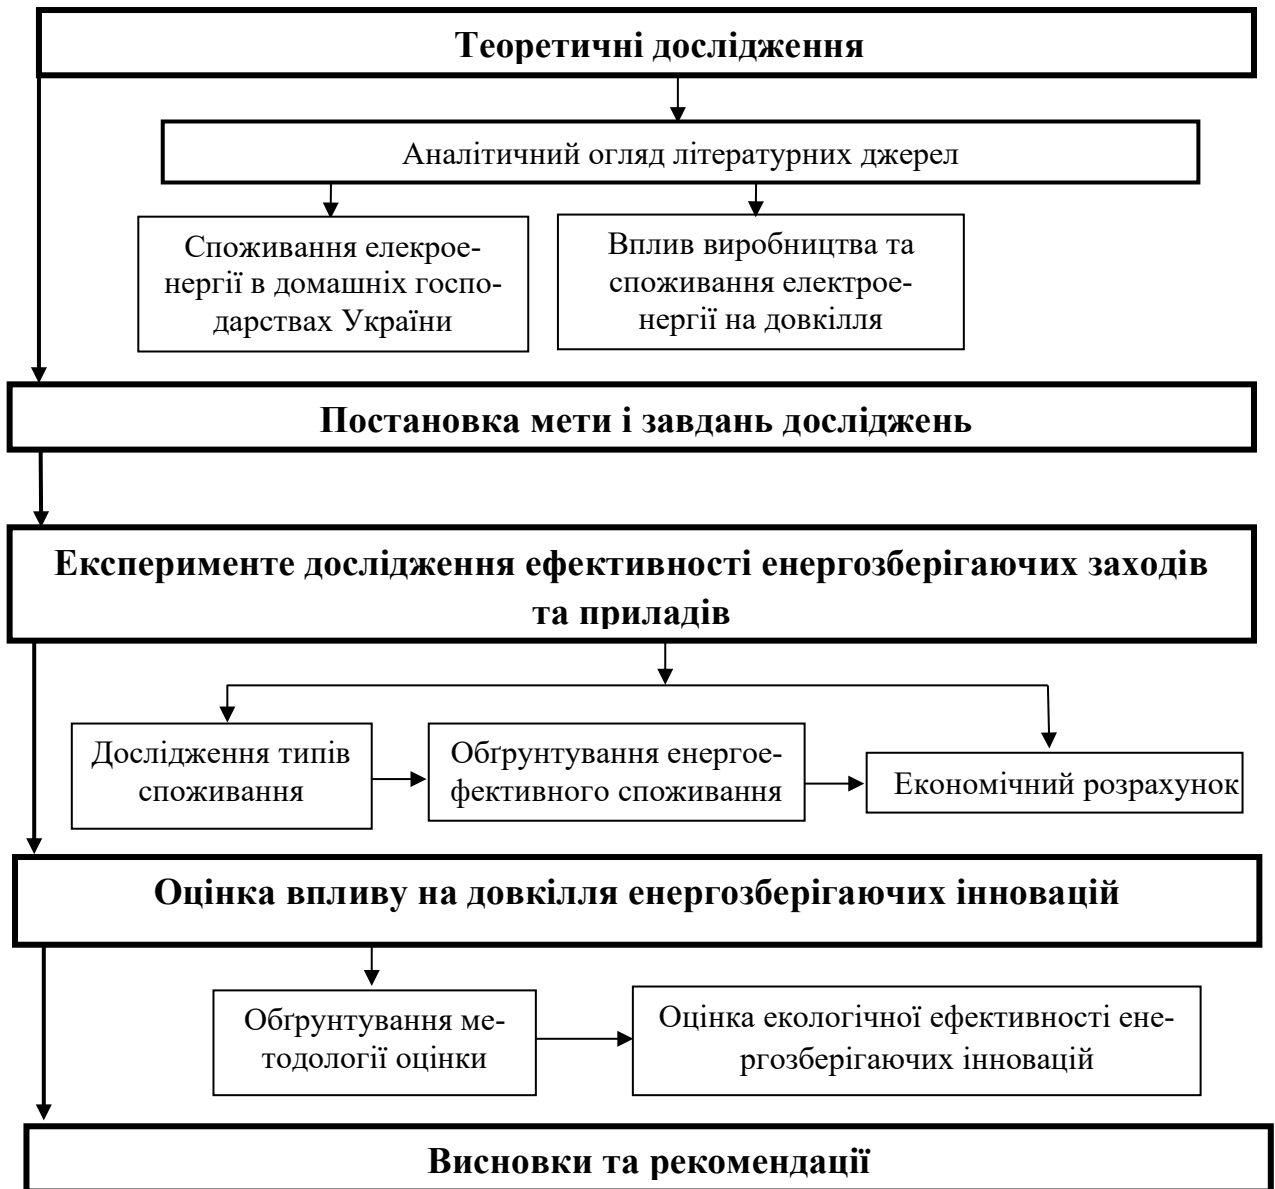 Теоретичні дослідження
Аналітичний огляд літературних джерел
Споживання елекрое-
нергії в домашніх госпо-
дарствах України
Вплив виробництва та
споживання електрое-
нергії на довкілля
Постановка мети і завдань досліджень
Експерименте дослідження ефективності енергозберігаючих заходів
та приладів
Дослідження типів
споживання
Обґрунтування енергое-
фективного споживання
Економічний розрахунок
Оцінка впливу на довкілля енергозберігаючих інновацій
Обґрунтування ме-
тодології оцінки
Оцінка екологічної ефективності ене-
ргозберігаючих інновацій
Висновки та рекомендації